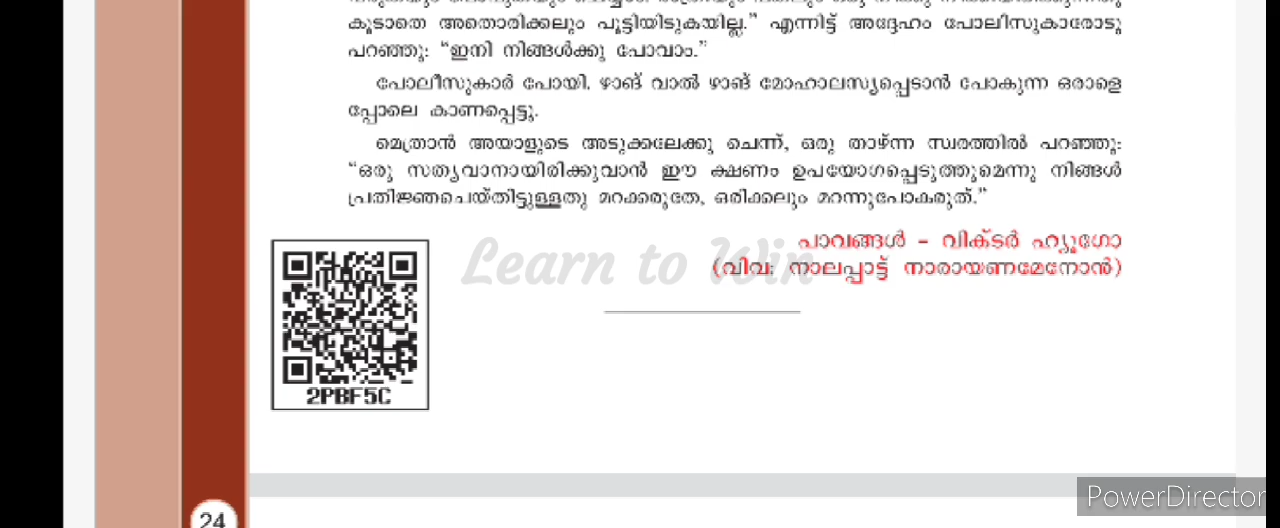 കൂടാതെ അതൊരിക്കലും പൂട്ടിയിടുകയില്ല.” എന്നിട്ട് അദ്ദേഹം പോലീസുകാരോടു
പറഞ്ഞു: “ഇനി നിങ്ങൾക്കു പോവാം.”
പോലീസുകാർ പോയി. ഴാങ് വാൽ ഴാങ് മോഹാലസ്യപ്പെടാൻ പോകുന്ന ഒരാളെ
പ്പോലെ കാണപ്പെട്ടു.
മെത്രാൻ അയാളുടെ അടുക്കലേക്കു ചെന്ന്, ഒരു താഴ്ന്ന സ്വരത്തിൽ പറഞ്ഞു:
“ഒരു സത്യവാനായിരിക്കുവാൻ ഈ ക്ഷണം ഉപയോഗപ്പെടുത്തുമെന്നു നിങ്ങൾ
പ്രതിജ്ഞചെയ്തിട്ടുള്ളതു മറക്കരുതേ, ഒരിക്കലും മറന്നുപോകരുത്.”
പാവങ്ങൾ – വിക്ടർ ഹ്യൂഗോ
(വിവ: നാലപ്പാട്ട് നാരായണമേനോൻ)
Learn to Win
2PBF5C
PowerDirector
24